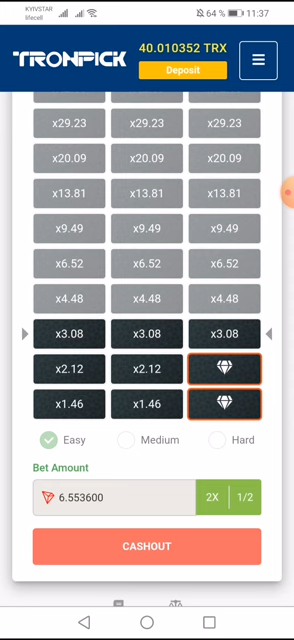 KYIVSTAR
lifecell
64 %
11:37
TRONPICK
40.010352 TRX
Deposit
x29.23 x29.23 x29.23
x20.09 x20.09 x20.09
x13.81 x13.81 x13.81
x9.49 x9.49 x9.49
x6.52 x6.52 x6.52
x4.48 x4.48 x4.48
x3.08 x3.08 x3.08
x2.12 x2.12
x1.46 x1.46
Easy Medium Hard
Bet Amount
6.553600 2X 1/2
CASHOUT